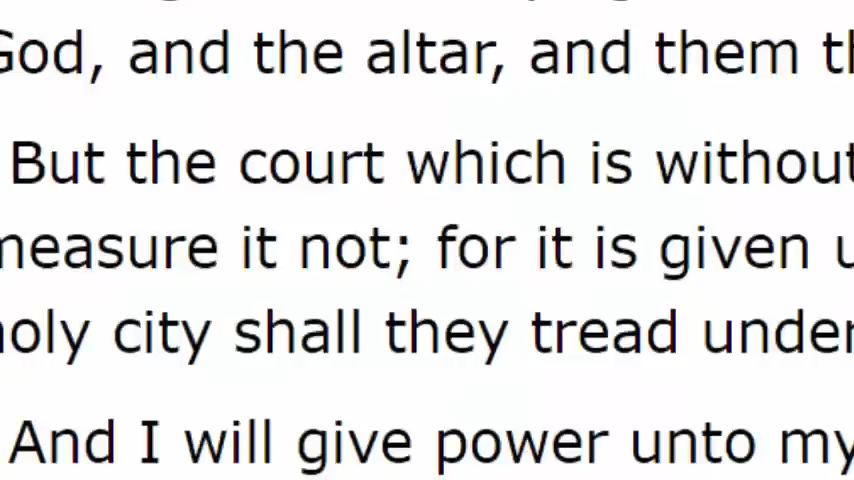 God, and the altar, and them th
But the court which is without
measure it not; for it is given u
holy city shall they tread under
And I will give power unto my